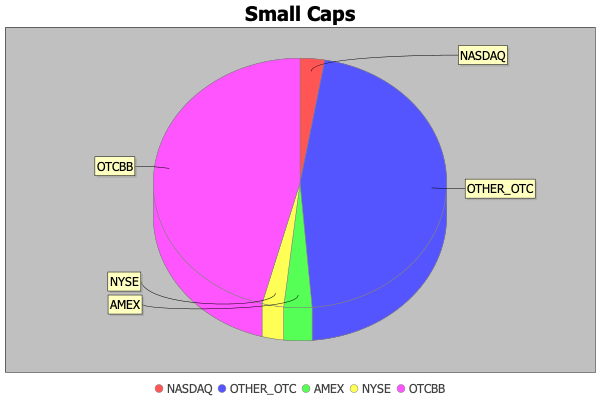 Small Caps
NASDAQ
OTCBB
OTHER_OTC
NYSE
AMEX
NASDAQ OTHER_OTC AMEX NYSE OTCBB